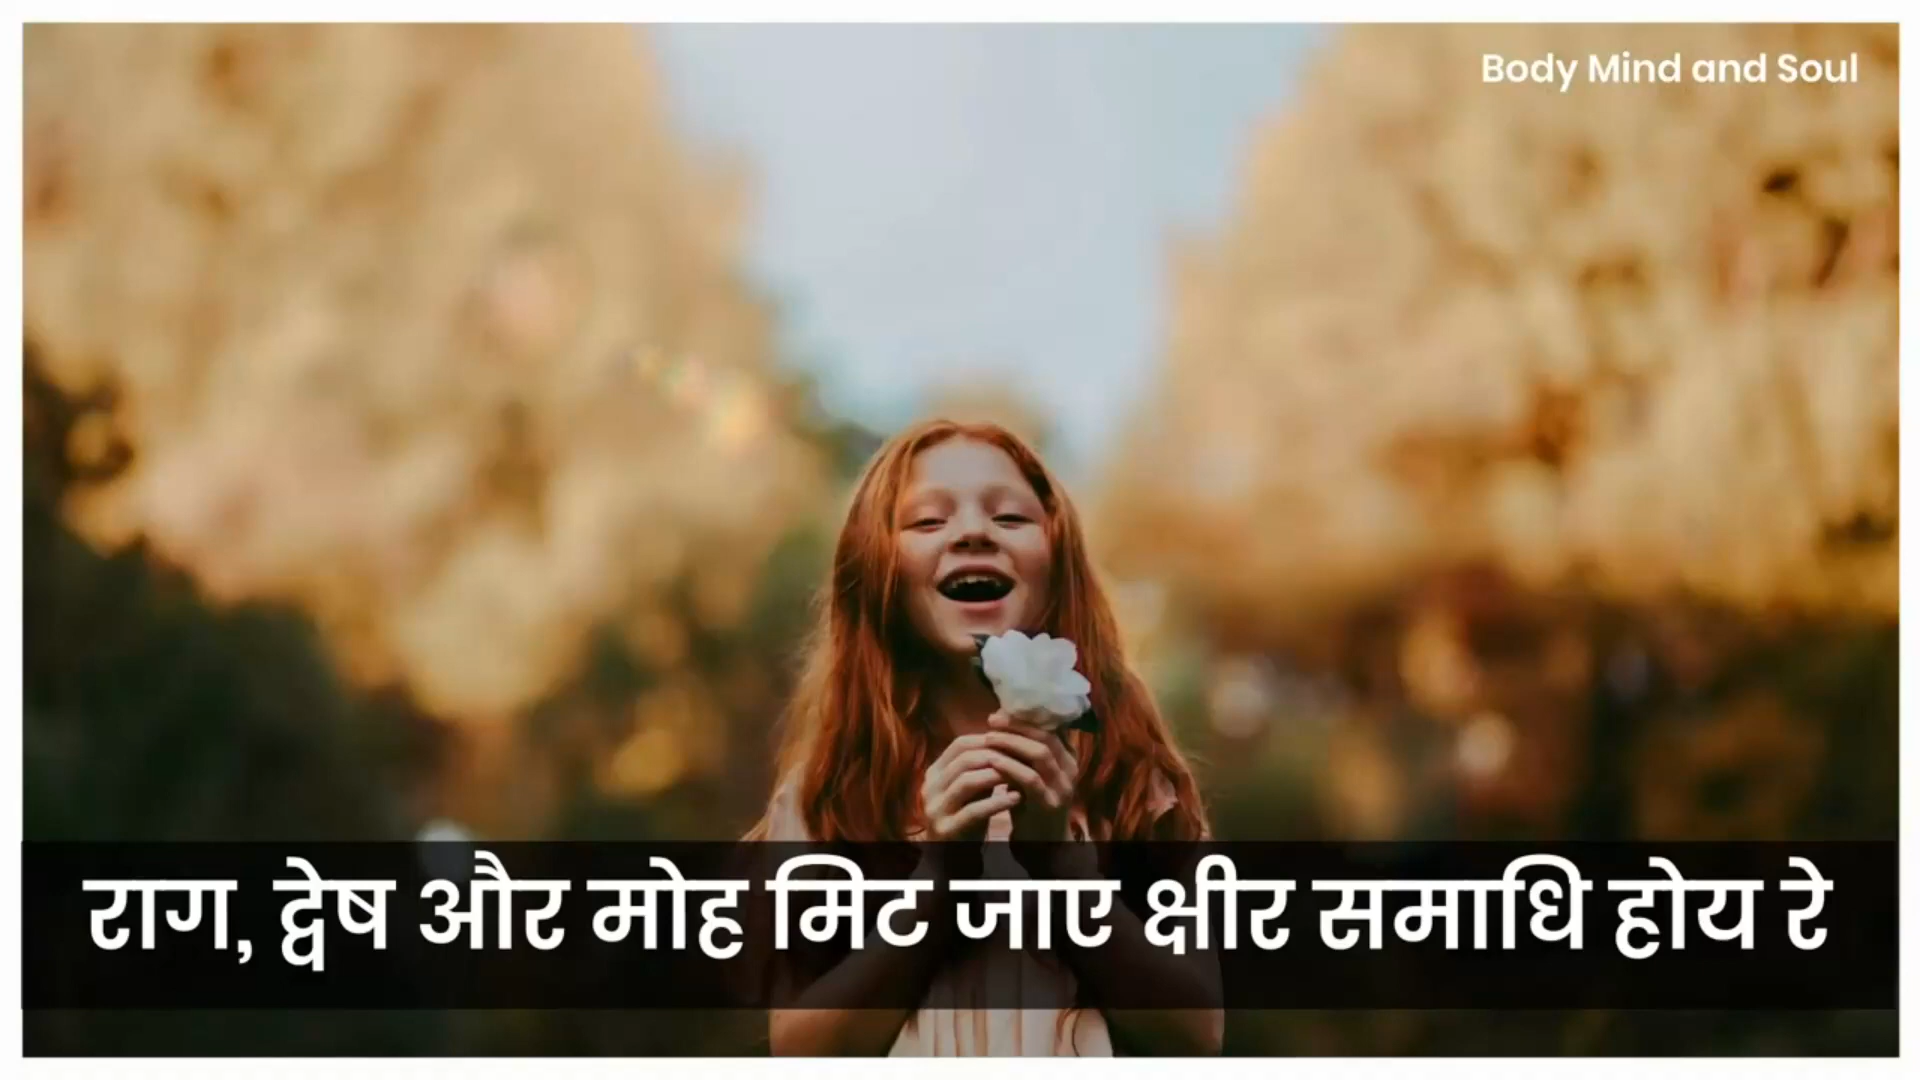 Body Mind and Soul
राग, द्वेष और मोह मिट जाए क्षीर समाधि होय रे